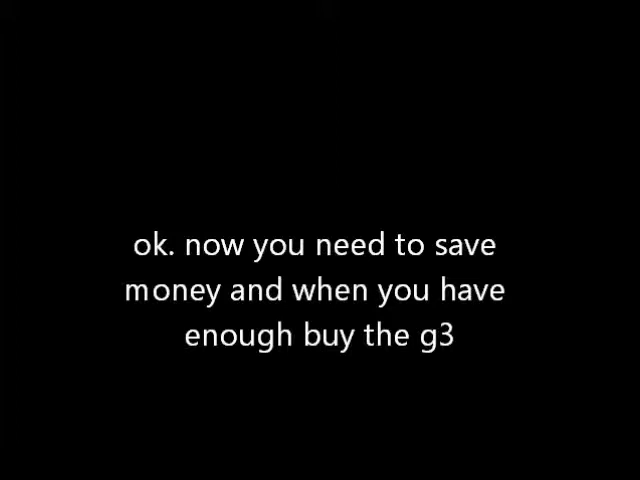 ok. now you need to save
money and when you have
enough buy the g3